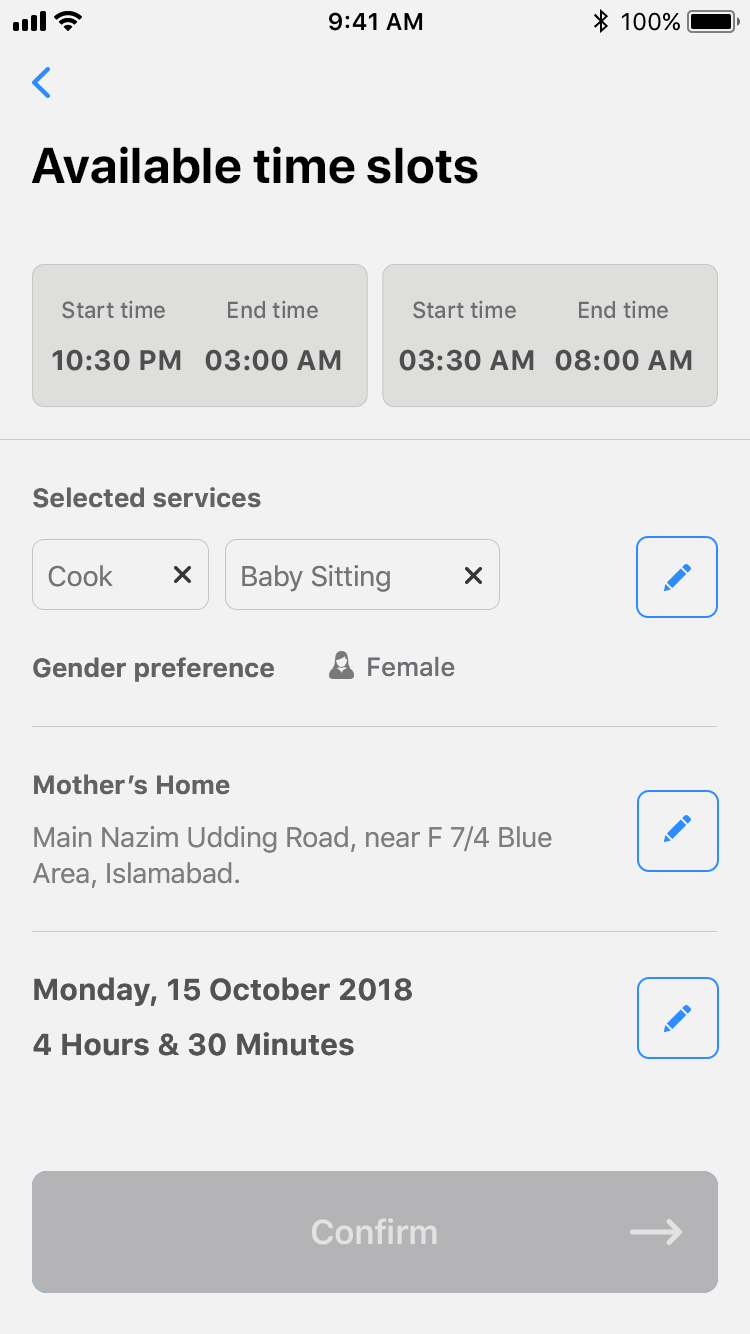 9:41 AM 100%
Available time slots
Start time End time Start time End time
10:30 PM 03:00 AM 03:30 AM 08:00 AM
Selected services
Cook Baby Sitting
Gender preference Female
Mother’s Home
Main Nazim Udding Road, near F 7/4 Blue
Area, Islamabad.
Monday, 15 October 2018
4 Hours & 30 Minutes
Confirm